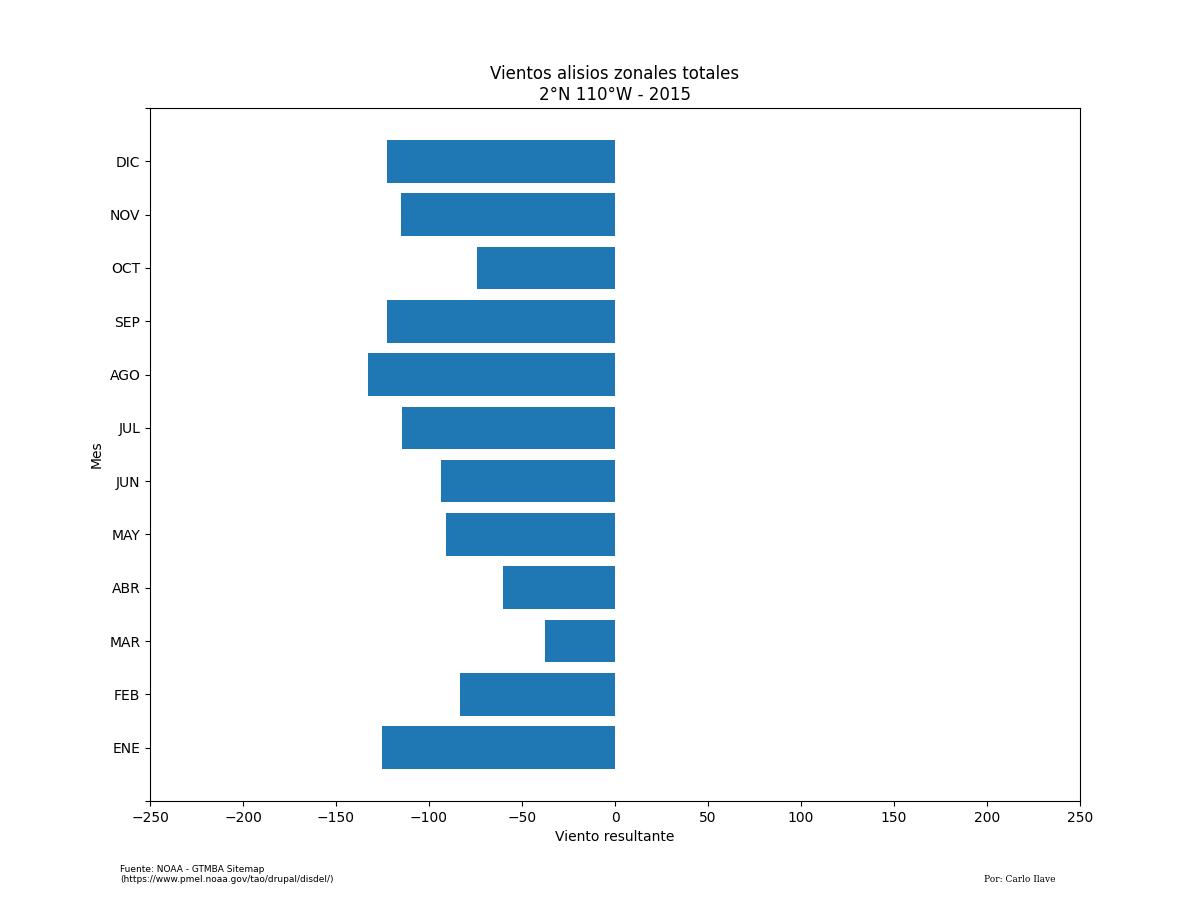 Vientos alisios zonales totales
2°N 110°W - 2015
DIC
NOV
OCT
SEP
AGO
JUL
JUN
MAY
ABR
MAR
FEB
ENE
Mes
−250 −200 −150 −100 −50 0 50 100 150 200 250
Viento resultante
Fuente: NOAA - GTMBA Sitemap
(https://www.pmel.noaa.gov/tao/drupal/disdel/)
Por: Carlo Ilave